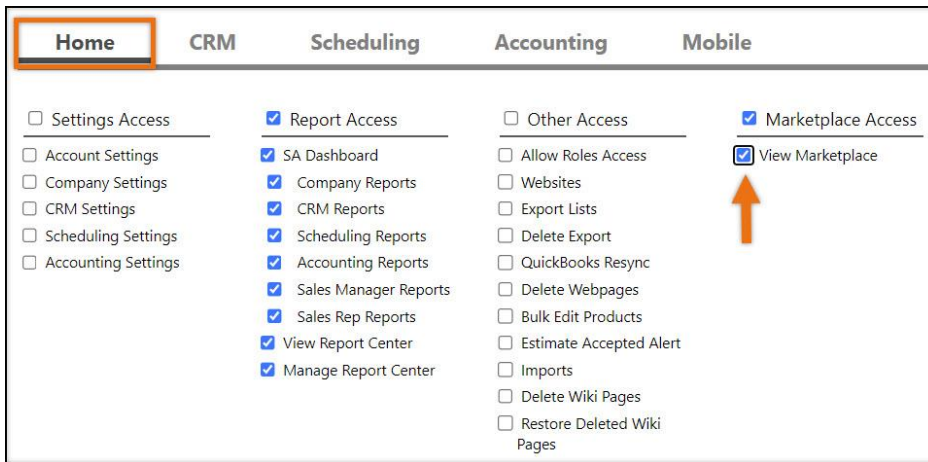 Home CRM Scheduling Accounting Mobile
Settings Access
Account Settings
Company Settings
CRM Settings
Scheduling Settings
Accounting Settings
Report Access
SA Dashboard
Company Reports
CRM Reports
Scheduling Reports
Accounting Reports
Sales Manager Reports
Sales Rep Reports
View Report Center
Manage Report Center
Other Access
Allow Roles Access
Websites
Export Lists
Delete Export
QuickBooks Resync
Delete Webpages
Bulk Edit Products
Estimate Accepted Alert
Imports
Delete Wiki Pages
Restore Deleted Wiki
Pages
Marketplace Access
View Marketplace